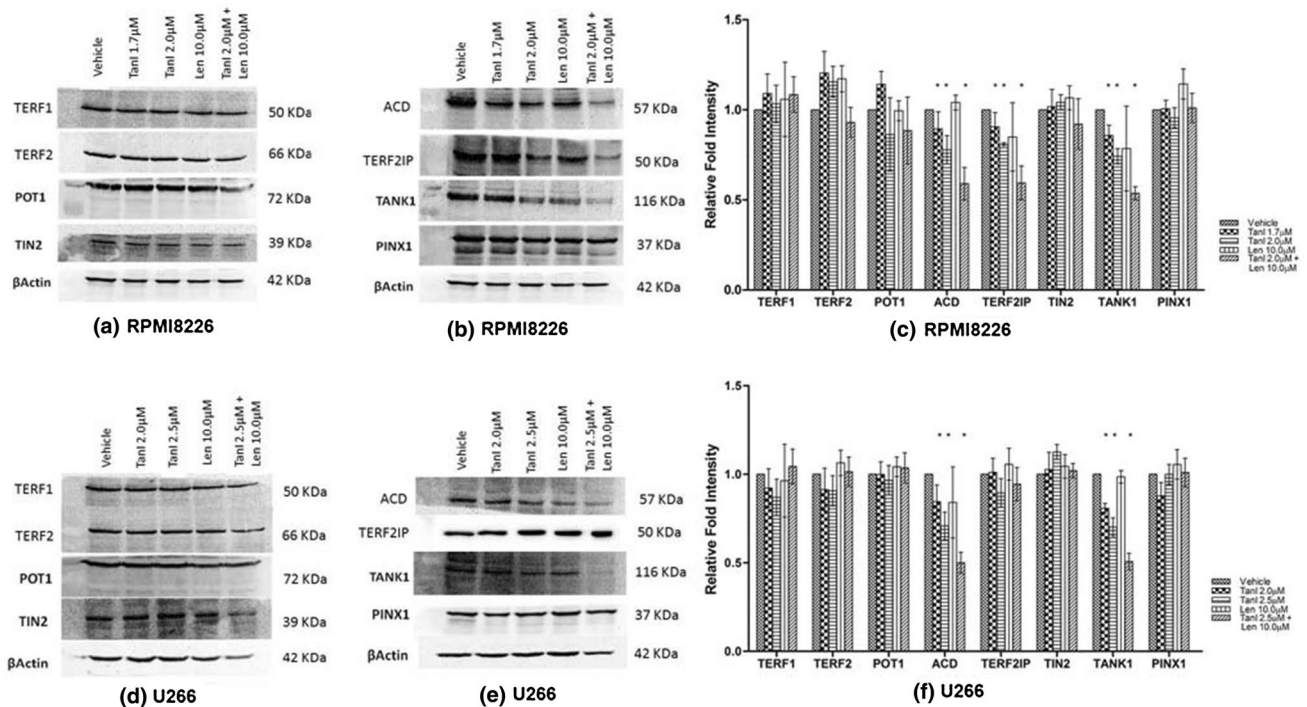 Vehicle
TanI 1.7µM
TanI 2.0µM
Len 10.0µM
TanI 2.0µM +
Len 10.0µM
TERF1
50 KDa
TERF2
66 KDa
POT1
72 KDa
TIN2
39 KDa
βActin
42 KDa
(a) RPMI8226
Vehicle
TanI 1.7µM
TanI 2.0µM
Len 10.0µM
TanI 2.0µM +
Len 10.0µM
ACD
57 KDa
TERF2IP
50 KDa
TANK1
116 KDa
PINX1
37 KDa
βActin
42 KDa
(b) RPMI8226
Relative Fold Intensity
1.5
1.0
0.5
0.0
* * *
* * *
* * *
TERF1 TERF2 POT1 ACD TERF2IP TIN2 TANK1 PINX1
Vehicle
TanI 1.7µM
TanI 2.0µM
Len 10.0µM
TanI 2.0µM +
Len 10.0µM
(c) RPMI8226
Vehicle
TanI 2.0µM
TanI 2.5µM
Len 10.0µM
TanI 2.5µM +
Len 10.0µM
TERF1
50 KDa
TERF2
66 KDa
POT1
72 KDa
TIN2
39 KDa
βActin
42 KDa
(d) U266
Vehicle
TanI 2.0µM
TanI 2.5µM
Len 10.0µM
TanI 2.5µM +
Len 10.0µM
ACD
57 KDa
TERF2IP
50 KDa
TANK1
116 KDa
PINX1
37 KDa
βActin
42 KDa
(e) U266
Relative Fold Intensity
1.5
1.0
0.5
0.0
* * *
* * *
TERF1 TERF2 POT1 ACD TERF2IP TIN2 TANK1 PINX1
Vehicle
TanI 2.0µM
TanI 2.5µM
Len 10.0µM
TanI 2.5uM +
Len 10.0µM
(f) U266